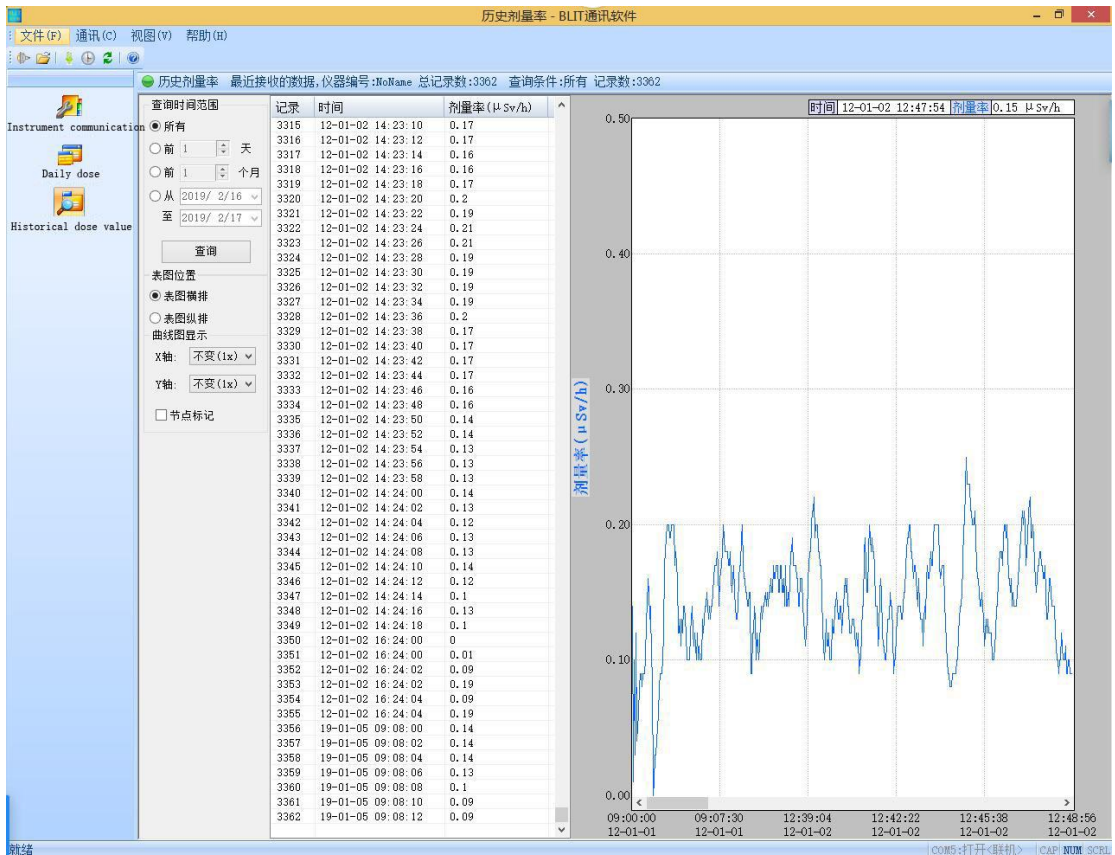 历史剂量率 - BLIT通讯软件
文件(F) 通讯(C) 视图(V) 帮助(H)
历史剂量率 最近接收的数据,仪器编号:NoName 总记录数:3362 查询条件:所有 记录数:3362
Instrument communication
Daily dose
Historical dose value
查询时间范围
所有
前 1 天
前 1 个月
从 2019/ 2/16
至 2019/ 2/17
查询
表图位置
表图横排
表图纵排
曲线图显示
X轴: 不变(1x)
Y轴: 不变(1x)
节点标记
记录 时间 剂量率(μSv/h)
3315 12-01-02 14:23:10 0.17
3316 12-01-02 14:23:12 0.17
3317 12-01-02 14:23:14 0.16
3318 12-01-02 14:23:16 0.16
3319 12-01-02 14:23:18 0.17
3320 12-01-02 14:23:20 0.2
3321 12-01-02 14:23:22 0.19
3322 12-01-02 14:23:24 0.21
3323 12-01-02 14:23:26 0.21
3324 12-01-02 14:23:28 0.19
3325 12-01-02 14:23:30 0.19
3326 12-01-02 14:23:32 0.19
3327 12-01-02 14:23:34 0.19
3328 12-01-02 14:23:36 0.2
3329 12-01-02 14:23:38 0.17
3330 12-01-02 14:23:40 0.17
3331 12-01-02 14:23:42 0.17
3332 12-01-02 14:23:44 0.17
3333 12-01-02 14:23:46 0.16
3334 12-01-02 14:23:48 0.16
3335 12-01-02 14:23:50 0.14
3336 12-01-02 14:23:52 0.14
3337 12-01-02 14:23:54 0.13
3338 12-01-02 14:23:56 0.13
3339 12-01-02 14:23:58 0.13
3340 12-01-02 14:24:00 0.14
3341 12-01-02 14:24:02 0.13
3342 12-01-02 14:24:04 0.12
3343 12-01-02 14:24:06 0.13
3344 12-01-02 14:24:08 0.13
3345 12-01-02 14:24:10 0.14
3346 12-01-02 14:24:12 0.12
3347 12-01-02 14:24:14 0.1
3348 12-01-02 14:24:16 0.13
3349 12-01-02 14:24:18 0.1
3350 12-01-02 16:24:00 0
3351 12-01-02 16:24:00 0.01
3352 12-01-02 16:24:02 0.09
3353 12-01-02 16:24:02 0.19
3354 12-01-02 16:24:04 0.09
3355 12-01-02 16:24:04 0.19
3356 19-01-05 09:08:00 0.14
3357 19-01-05 09:08:02 0.14
3358 19-01-05 09:08:04 0.14
3359 19-01-05 09:08:06 0.13
3360 19-01-05 09:08:08 0.1
3361 19-01-05 09:08:10 0.09
3362 19-01-05 09:08:12 0.09
时间 12-01-02 12:47:54 剂量率 0.15 μSv/h
剂量率(μSv/h)
0.50
0.40
0.30
0.20
0.10
0.00
09:00:00 09:07:30 12:39:04 12:42:22 12:45:38 12:48:56
12-01-01 12-01-01 12-01-02 12-01-02 12-01-02 12-01-02
就绪
COM5:打开<联机> CAP NUM SCRL